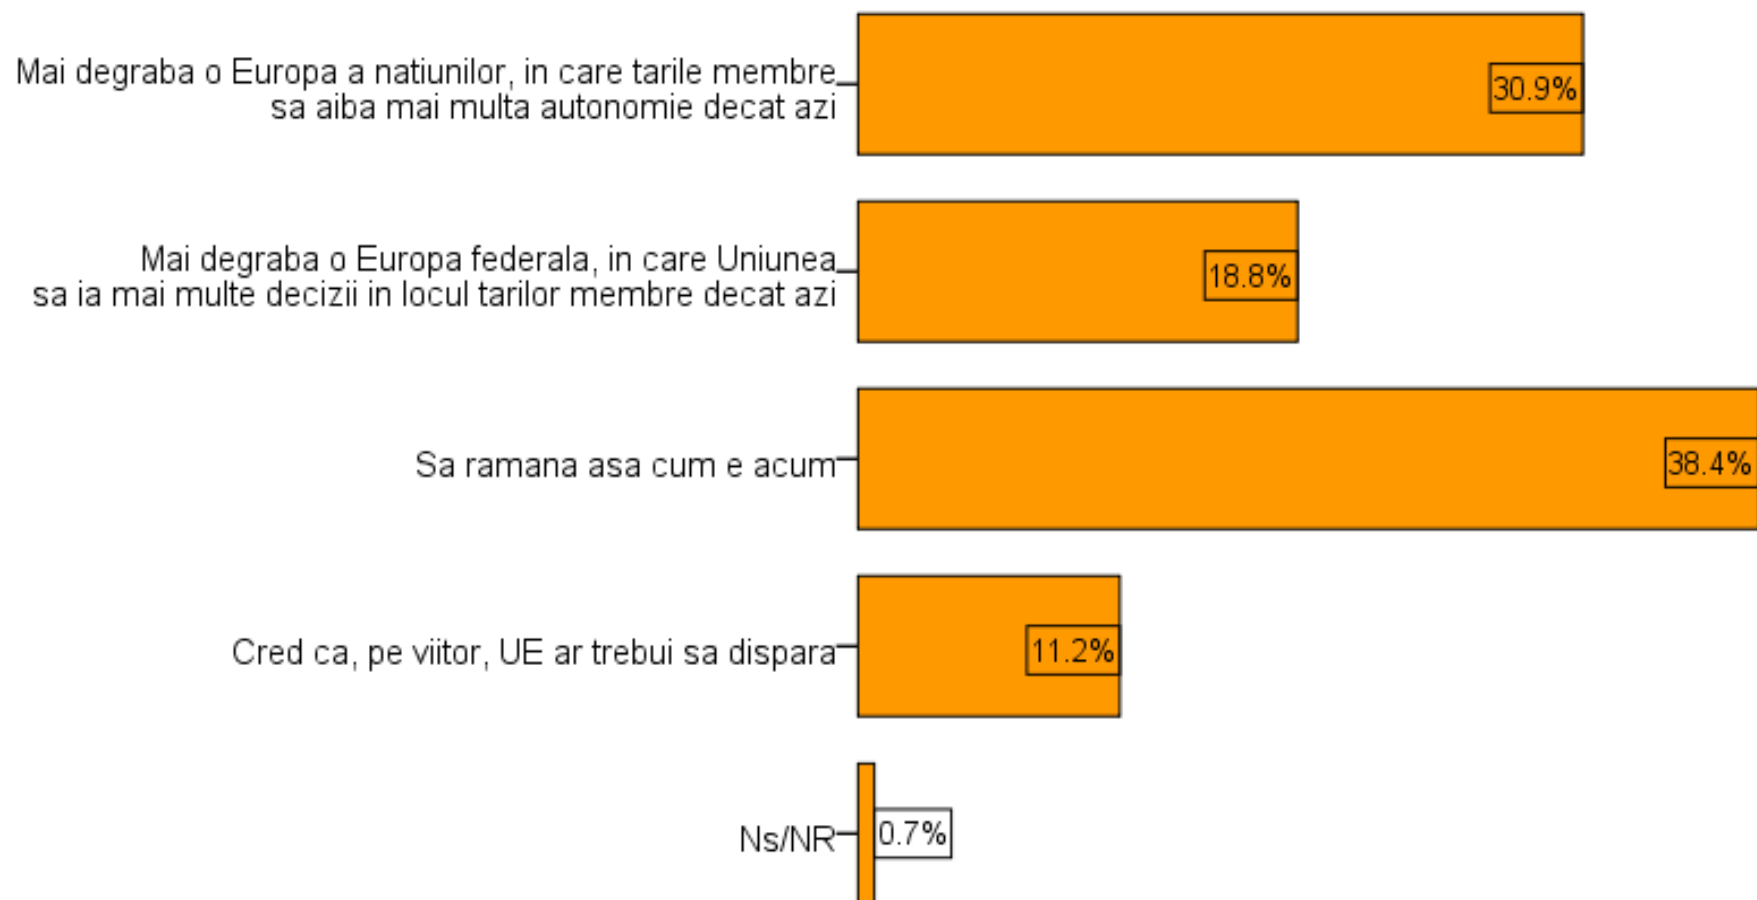 Mai degraba o Europa a natiunilor, in care tarile membre
sa aiba mai multa autonomie decat azi
30.9%
Mai degraba o Europa federala, in care Uniunea
sa ia mai multe decizii in locul tarilor membre decat azi
18.8%
Sa ramana asa cum e acum
38.4%
Cred ca, pe viitor, UE ar trebui sa dispara
11.2%
Ns/NR
0.7%